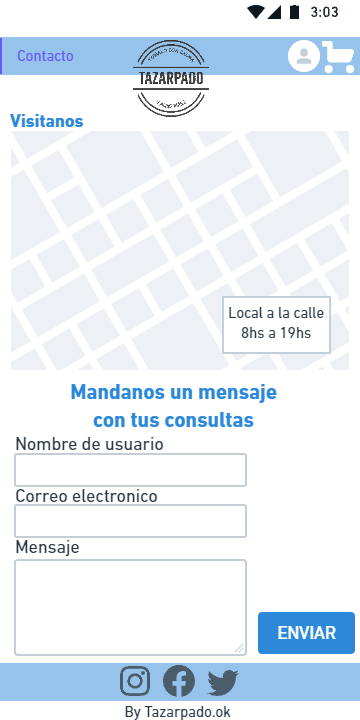 3:03
Contacto
TAZARPADO
Visitanos
Local a la calle
8hs a 19hs
Mandanos un mensaje
con tus consultas
Nombre de usuario
Correo electronico
Mensaje
ENVIAR
By Tazarpado.ok